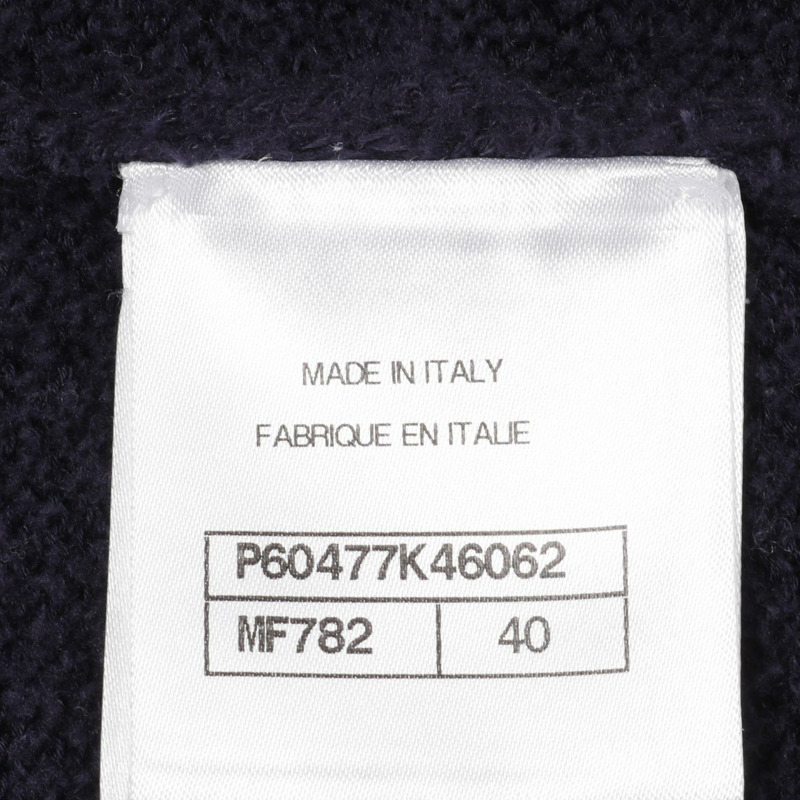 MADE IN ITALY
FABRIQUE EN ITALIE
P60477K46062
MF782 40